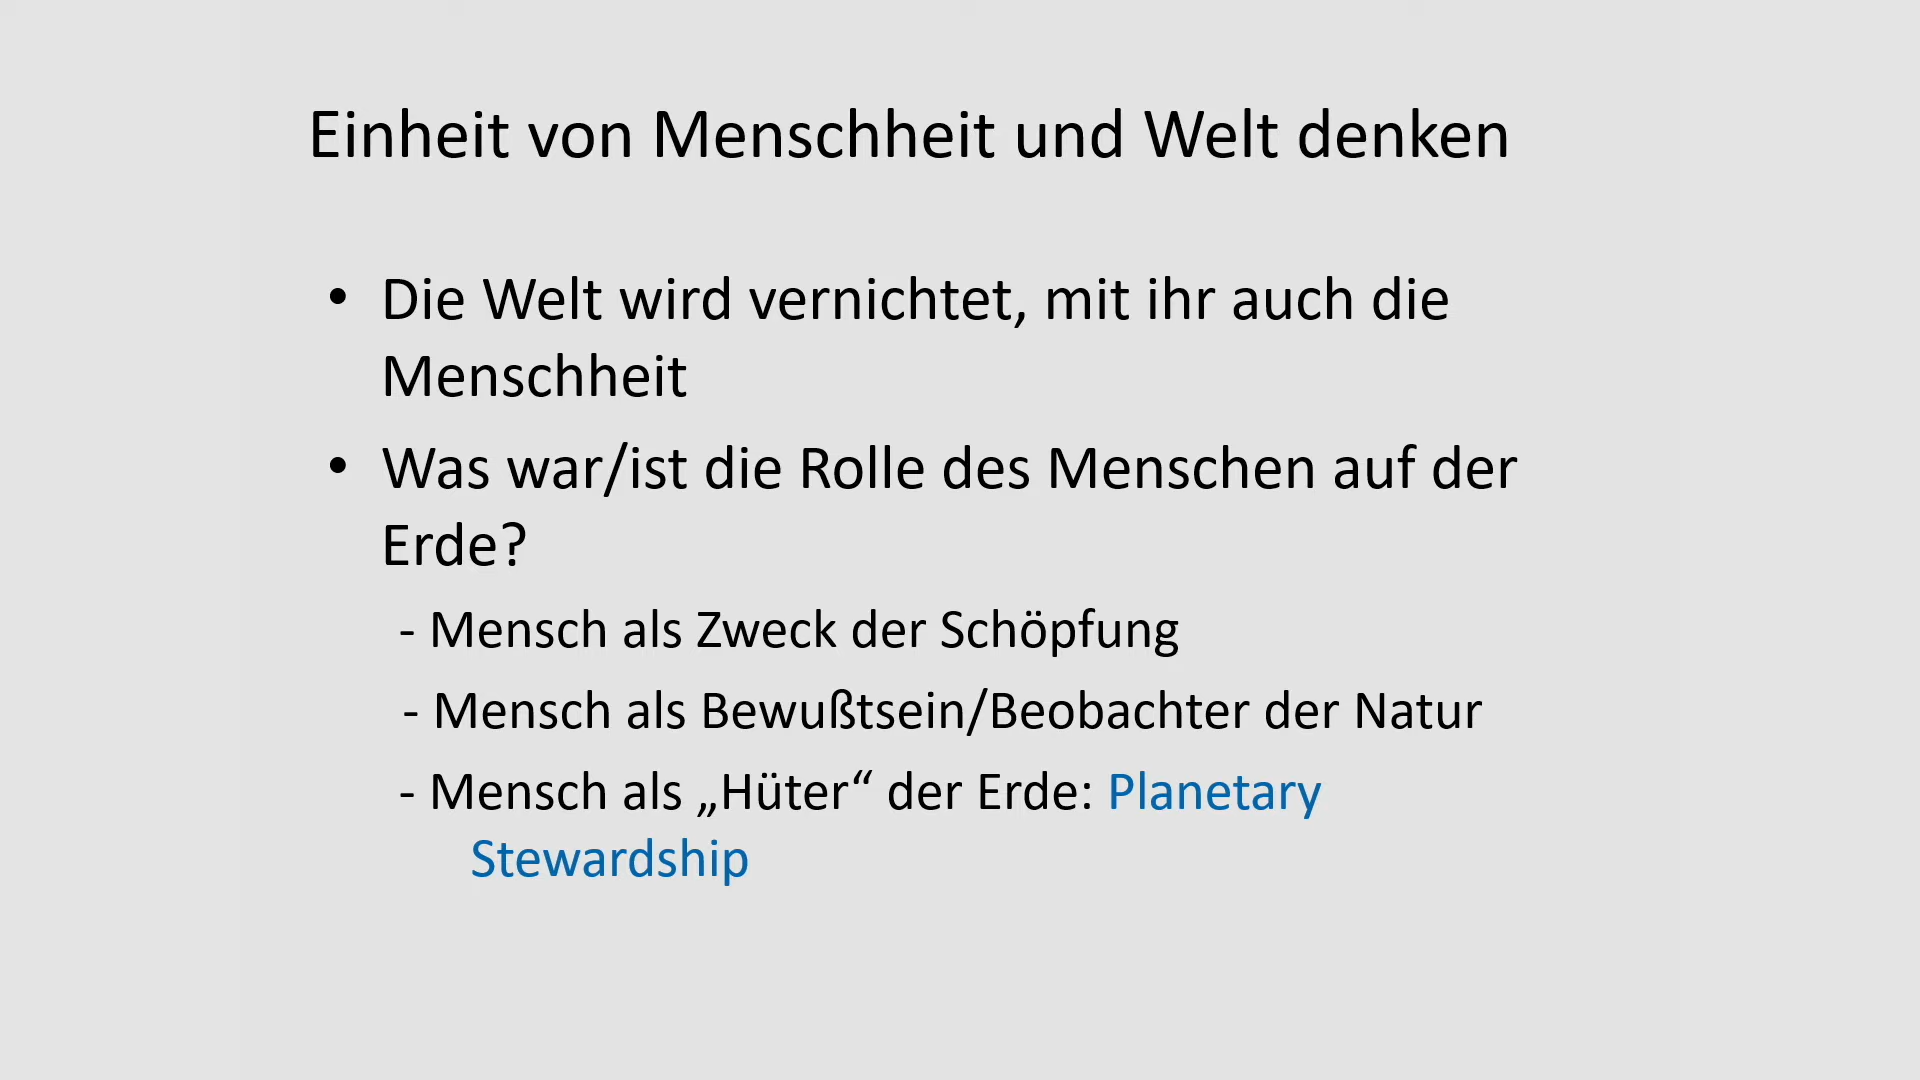 Einheit von Menschheit und Welt denken
• Die Welt wird vernichtet, mit ihr auch die
Menschheit
• Was war/ist die Rolle des Menschen auf der
Erde?
- Mensch als Zweck der Schöpfung
- Mensch als Bewußtsein/Beobachter der Natur
- Mensch als „Hüter“ der Erde: Planetary
Stewardship